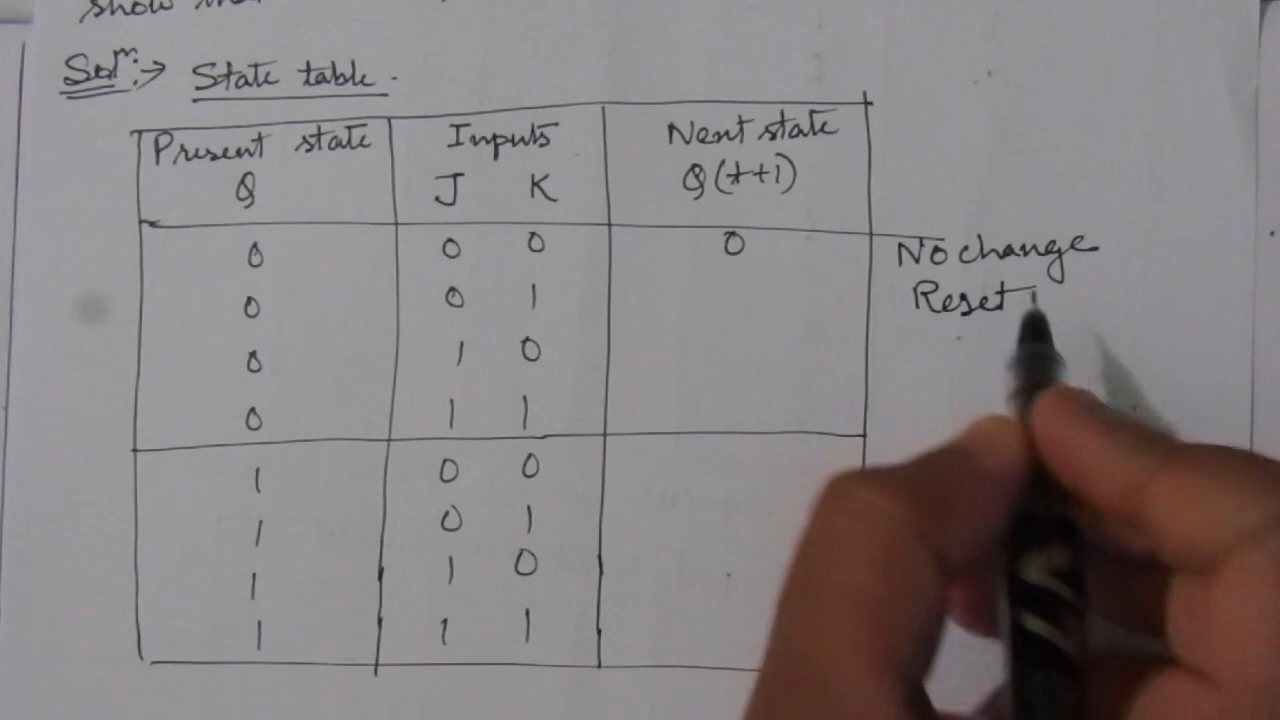 show
Solⁿ:→ State table.
Present state Inputs Next state
Q J K Q(t+1)
0 0 0 0 No change
0 0 1 Reset
0 1 0
0 1 1
1 0 0
1 0 1
1 1 0
1 1 1